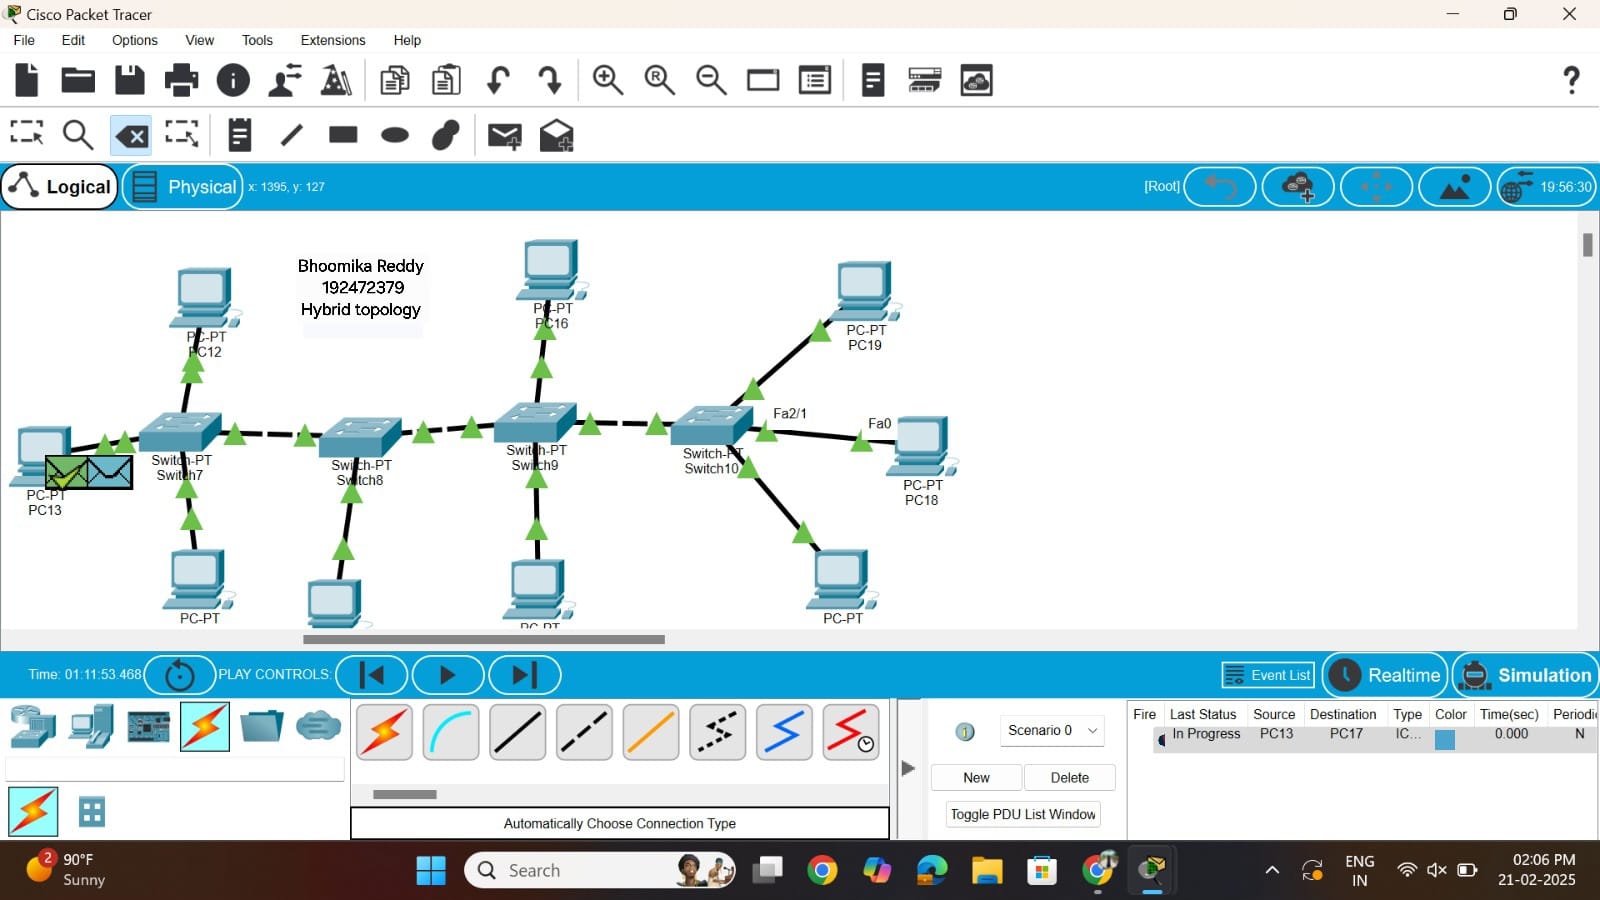 Cisco Packet Tracer
File Edit Options View Tools Extensions Help
Logical Physical x: 1395, y: 127 [Root] 19:56:30
Bhoomika Reddy
192472379
Hybrid topology
PC-PT
PC12
PC-PT
PC16
PC-PT
PC19
Fa2/1
Fa0
Switch-PT
Switch7
Switch-PT
Switch8
Switch-PT
Switch9
Switch-PT
Switch10
PC-PT
PC13
PC-PT
PC18
PC-PT
PC-PT
PC-PT
Time: 01:11:53.468 PLAY CONTROLS: Event List Realtime Simulation
Scenario 0
New Delete
Toggle PDU List Window
Fire Last Status Source Destination Type Color Time(sec) Periodi
In Progress PC13 PC17 IC... 0.000 N
Automatically Choose Connection Type
2
90°F
Sunny
Search
ENG
IN
02:06 PM
21-02-2025